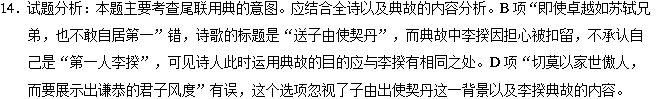 14．试题分析：本题主要考查尾联用典的意图。应结合全诗以及典故的内容分析。B 项“即使卓越如苏轼兄
弟，也不敢自居第一”错，诗歌的标题是“送子由使契丹”，而典故中李揆因担心被扣留，不承认自
己是“第一人李揆”，可见诗人此时运用典故的目的应与李揆有相同之处。D 项“切莫以家世傲人，
而要展示出谦恭的君子风度”有误，这个选项忽视了子由出使契丹这一背景以及李揆典故的内容。